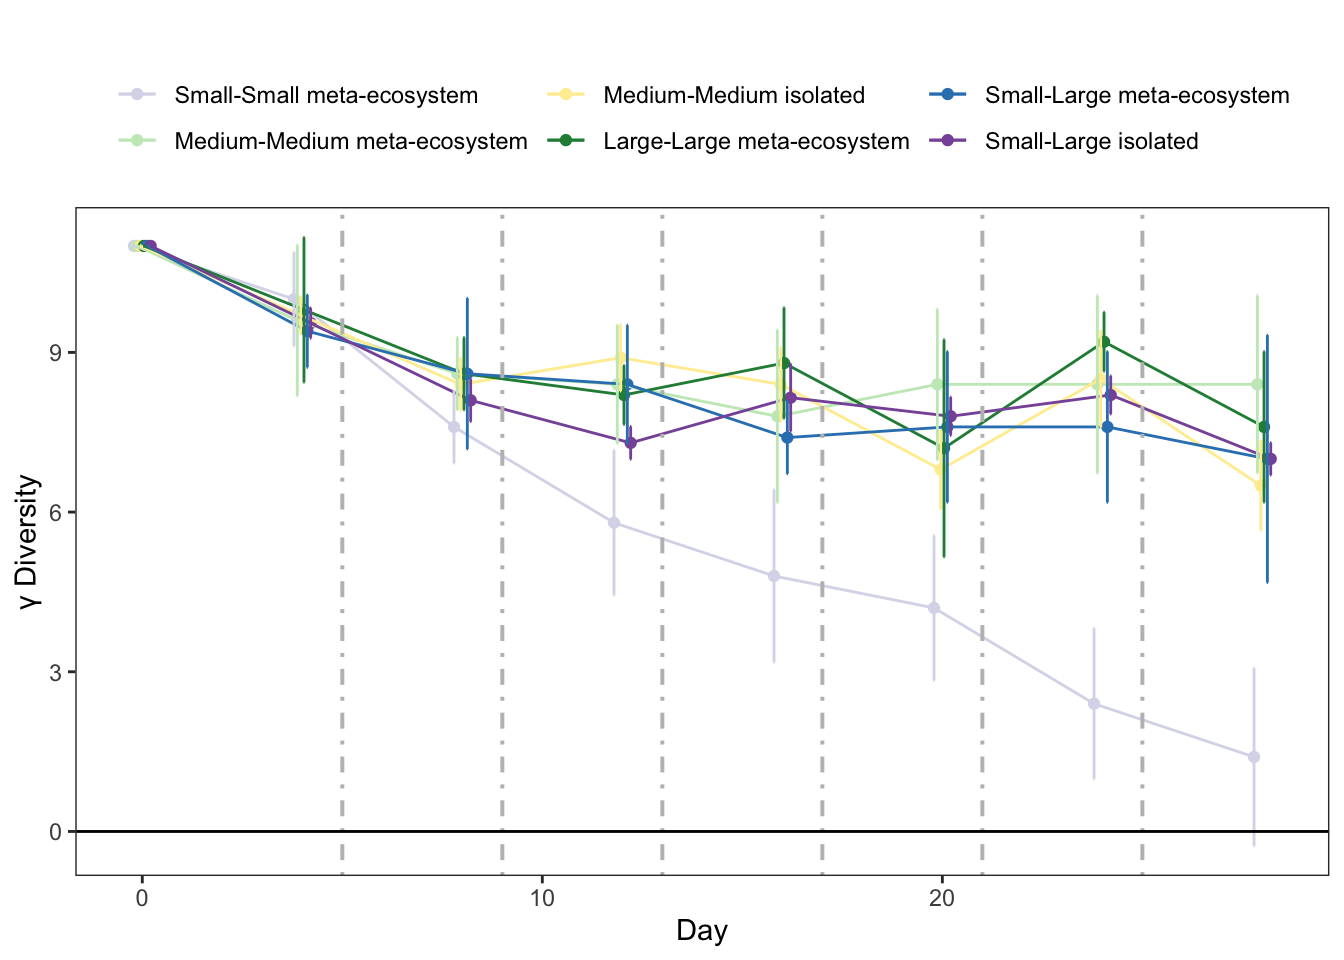 Small-Small meta-ecosystem Medium-Medium isolated Small-Large meta-ecosystem
Medium-Medium meta-ecosystem Large-Large meta-ecosystem Small-Large isolated
γ Diversity
9
6
3
0
0 10 20
Day